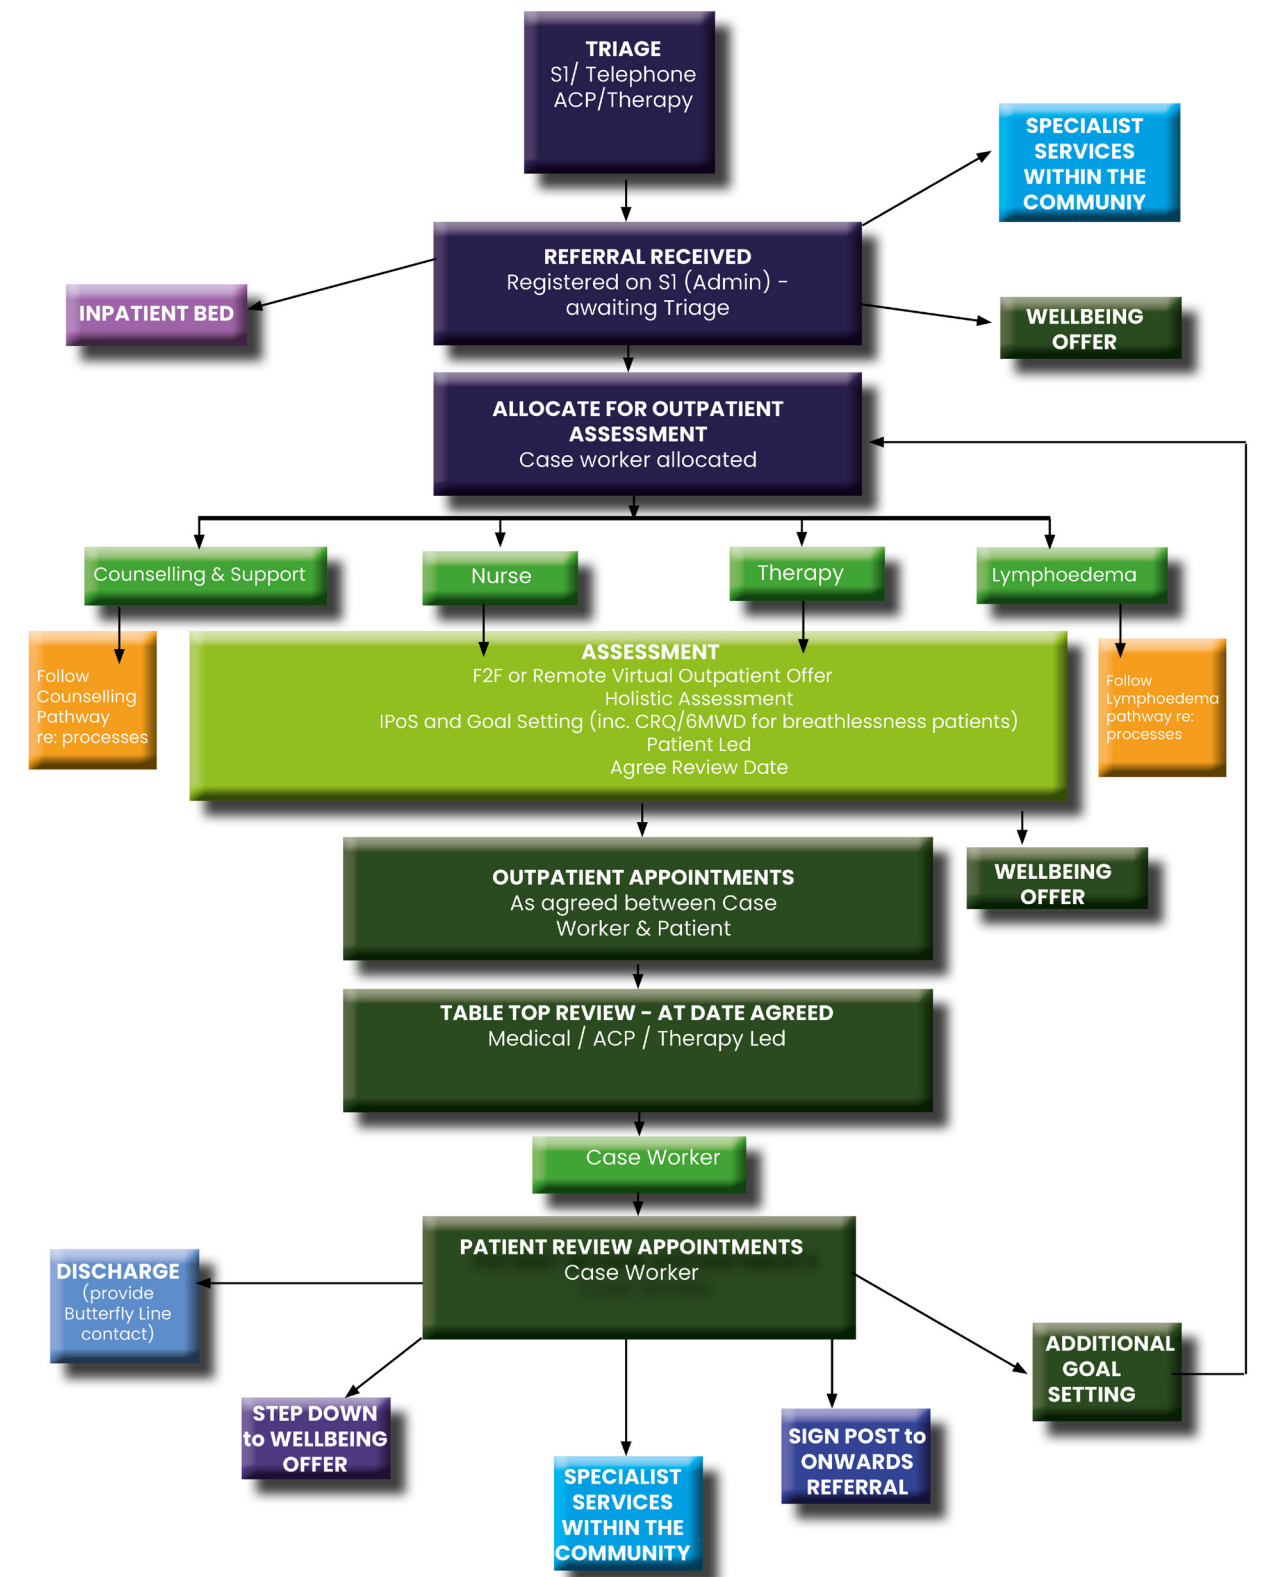 TRIAGE
S1/ Telephone
ACP/Therapy
SPECIALIST
SERVICES
WITHIN THE
COMMUNIY
REFERRAL RECEIVED
Registered on S1 (Admin) -
awaiting Triage
INPATIENT BED
WELLBEING
OFFER
ALLOCATE FOR OUTPATIENT
ASSESSMENT
Case worker allocated
Counselling & Support
Nurse
Therapy
Lymphoedema
Follow
Counselling
Pathway
re: processes
ASSESSMENT
F2F or Remote Virtual Outpatient Offer
Holistic Assessment
IPoS and Goal Setting (inc. CRQ/6MWD for breathlessness patients)
Patient Led
Agree Review Date
Follow
Lymphoedema
pathway re:
processes
OUTPATIENT APPOINTMENTS
As agreed between Case
Worker & Patient
WELLBEING
OFFER
TABLE TOP REVIEW - AT DATE AGREED
Medical / ACP / Therapy Led
Case Worker
PATIENT REVIEW APPOINTMENTS
Case Worker
DISCHARGE
(provide
Butterfly Line
contact)
ADDITIONAL
GOAL
SETTING
STEP DOWN
to WELLBEING
OFFER
SPECIALIST
SERVICES
WITHIN THE
COMMUNITY
SIGN POST to
ONWARDS
REFERRAL